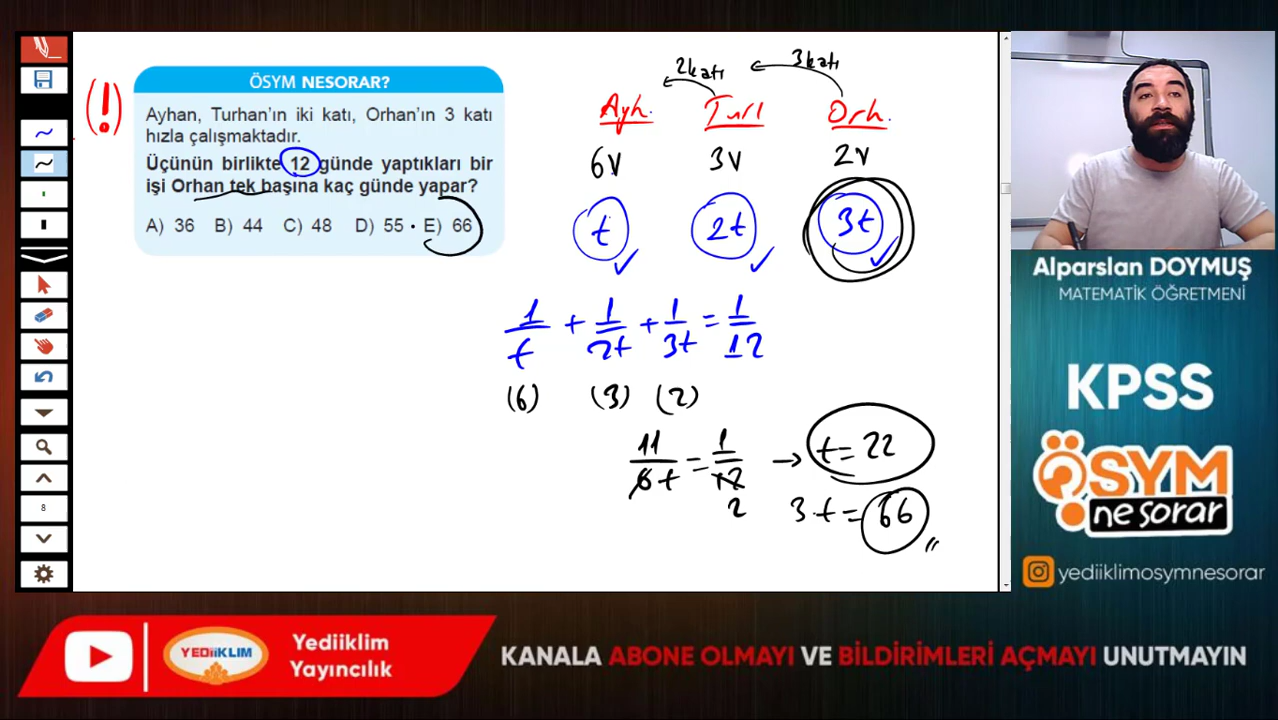 (!)
ÖSYM NESORAR?
Ayhan, Turhan'ın iki katı, Orhan'ın 3 katı
hızla çalışmaktadır.
Üçünün birlikte 12 günde yaptıkları bir
işi Orhan tek başına kaç günde yapar?
A) 36 B) 44 C) 48 D) 55 E) 66
2katı 3katı
Ayh. Turh Orh.
6v 3v 2v
t 2t 3t
1/t + 1/2t + 1/3t = 1/12
(6) (3) (2)
11/6t = 1/12 → t = 22
2
3t = 66 //
8
Alparslan DOYMUŞ
MATEMATİK ÖĞRETMENİ
KPSS
ÖSYM
ne sorar
yediiklimosymnesorar
YEDİİKLİM
Yediiklim
Yayıncılık
KANALA ABONE OLMAYI VE BİLDİRİMLERİ AÇMAYI UNUTMAYIN